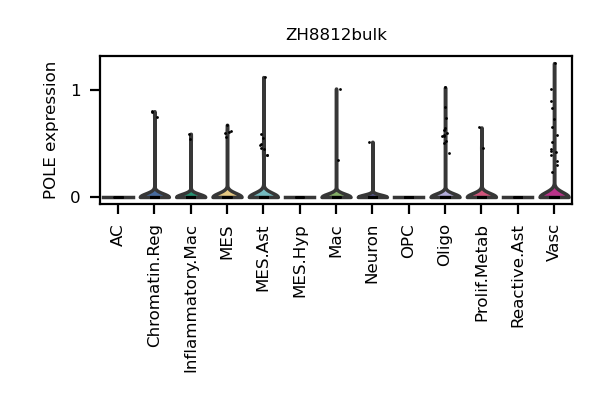 ZH8812bulk
POLE expression
1
0
AC
Chromatin.Reg
Inflammatory.Mac
MES
MES.Ast
MES.Hyp
Mac
Neuron
OPC
Oligo
Prolif.Metab
Reactive.Ast
Vasc